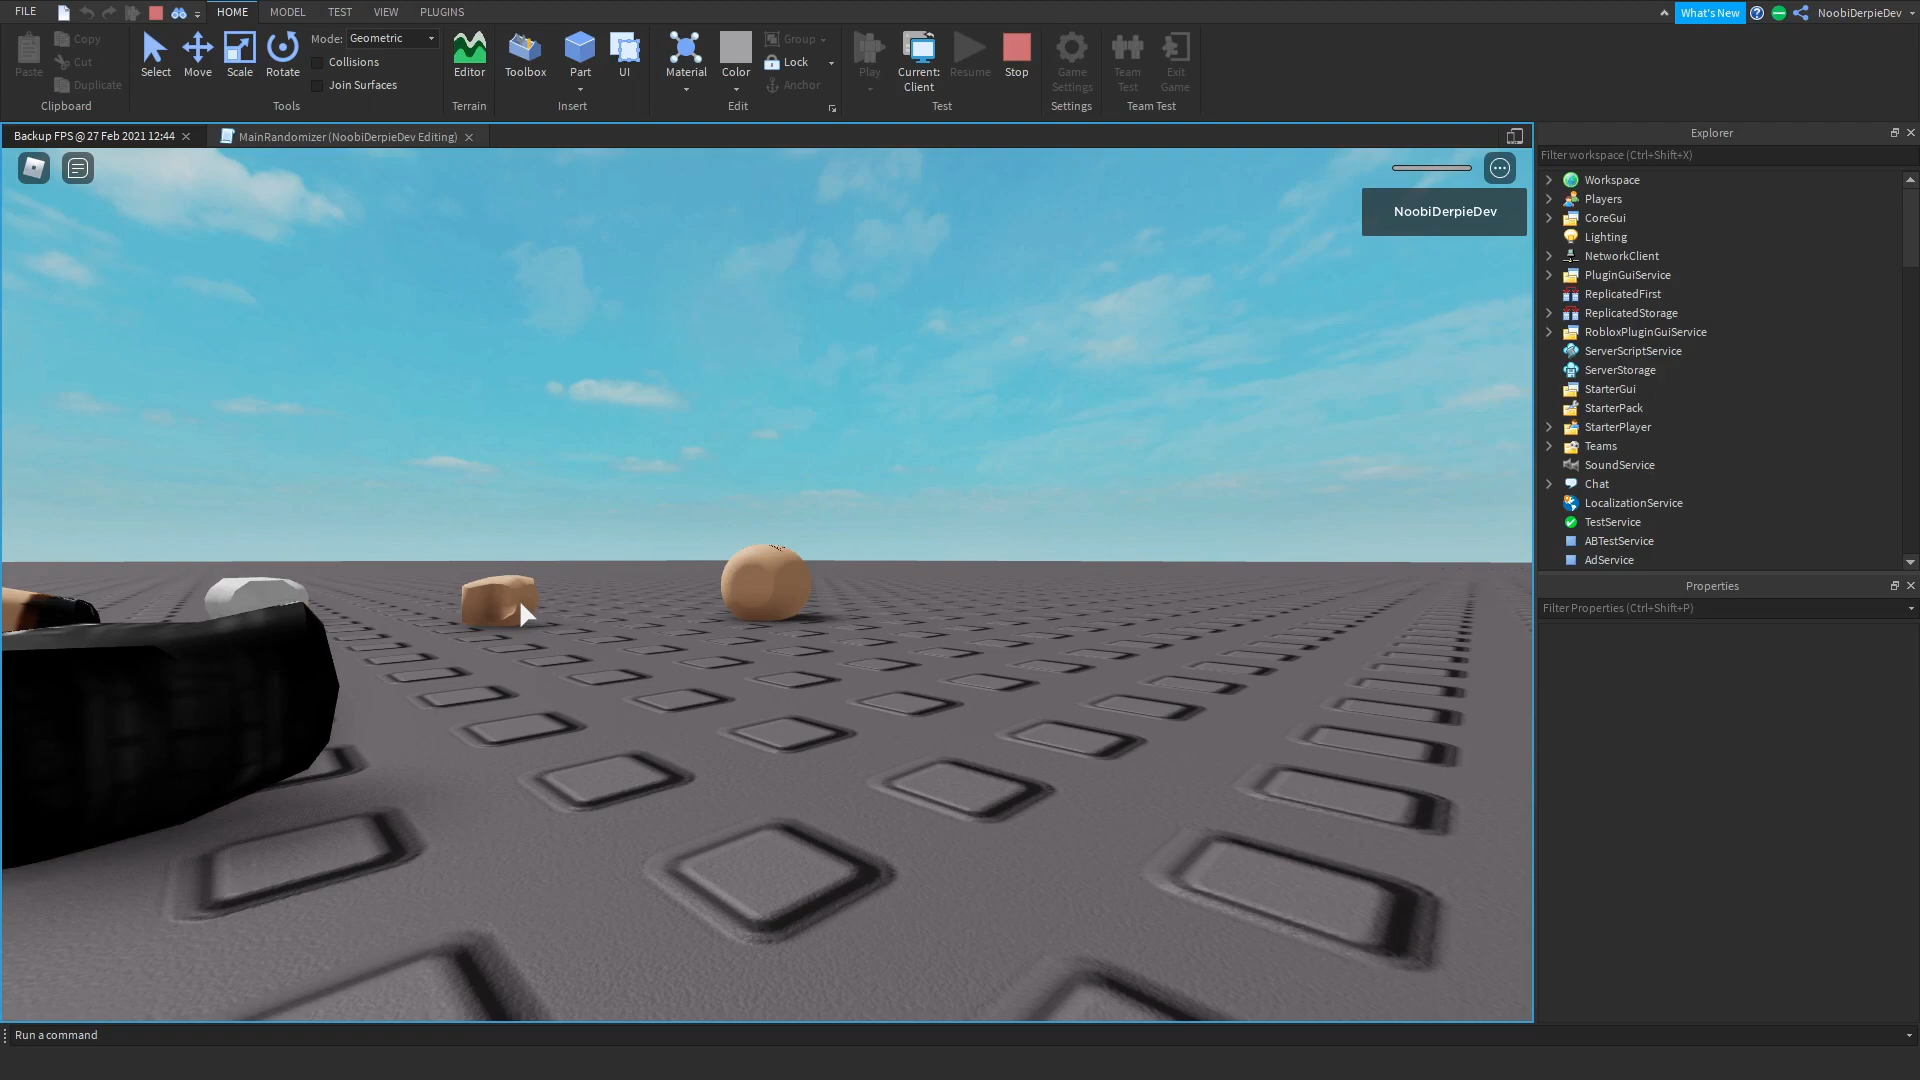 FILE HOME MODEL TEST VIEW PLUGINS What's New NoobiDerpieDev
Paste Copy Cut Duplicate
Clipboard
Select Move Scale Rotate Mode: Geometric Collisions Join Surfaces
Tools
Editor
Terrain
Toolbox Part UI
Insert
Material Color Group Lock Anchor
Edit
Play Current: Client Resume Stop
Test
Game Settings
Settings
Team Test Exit Game
Team Test
Backup FPS @ 27 Feb 2021 12:44 MainRandomizer (NoobiDerpieDev Editing)
NoobiDerpieDev
Explorer
Filter workspace (Ctrl+Shift+X)
Workspace
Players
CoreGui
Lighting
NetworkClient
PluginGuiService
ReplicatedFirst
ReplicatedStorage
RobloxPluginGuiService
ServerScriptService
ServerStorage
StarterGui
StarterPack
StarterPlayer
Teams
SoundService
Chat
LocalizationService
TestService
ABTestService
AdService
Properties
Filter Properties (Ctrl+Shift+P)
Run a command